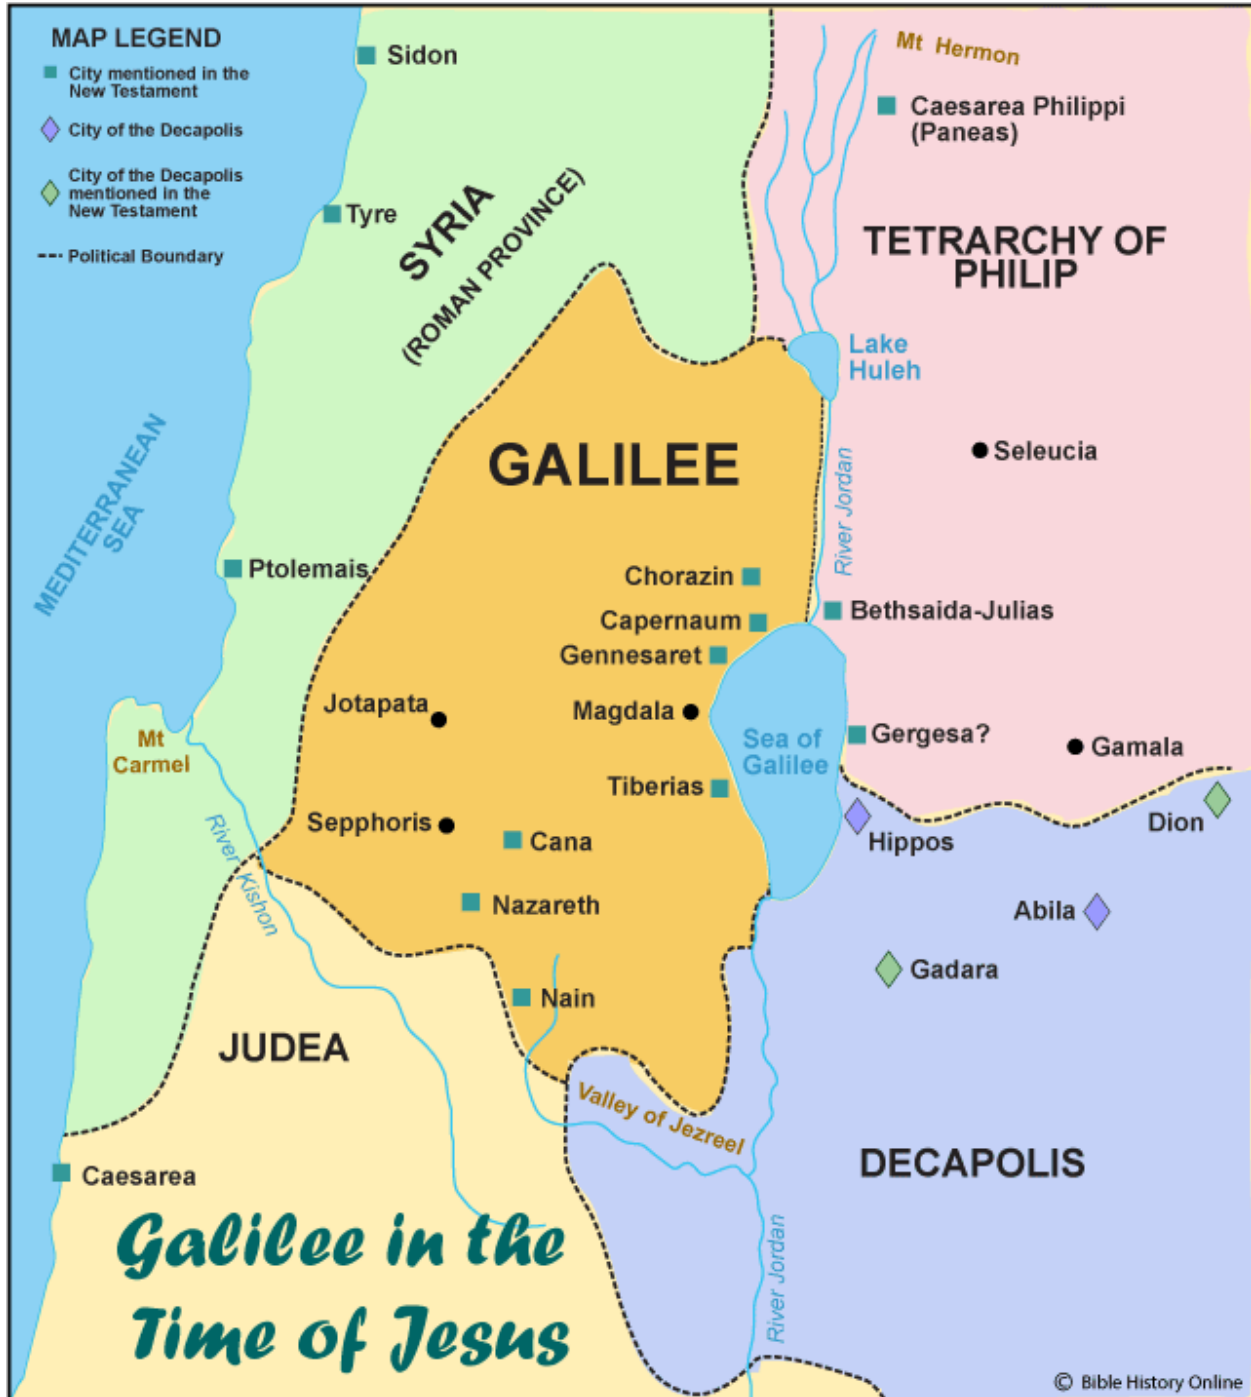 MAP LEGEND
City mentioned in the
New Testament
City of the Decapolis
City of the Decapolis
mentioned in the
New Testament
Political Boundary
Sidon
Mt Hermon
Caesarea Philippi
(Paneas)
Tyre
SYRIA
(ROMAN PROVINCE)
TETRARCHY OF
PHILIP
Lake
Huleh
MEDITERRANEAN
SEA
GALILEE
Seleucia
River Jordan
Ptolemais
Chorazin
Capernaum
Bethsaida-Julias
Gennesaret
Jotapata
Magdala
Mt
Carmel
Sea of
Galilee
Gergesa?
Gamala
Tiberias
Sepphoris
Cana
River Kishon
Hippos
Dion
Nazareth
Abila
Gadara
Nain
JUDEA
Valley of Jezreel
DECAPOLIS
Caesarea
River Jordan
Galilee in the
Time of Jesus
© Bible History Online